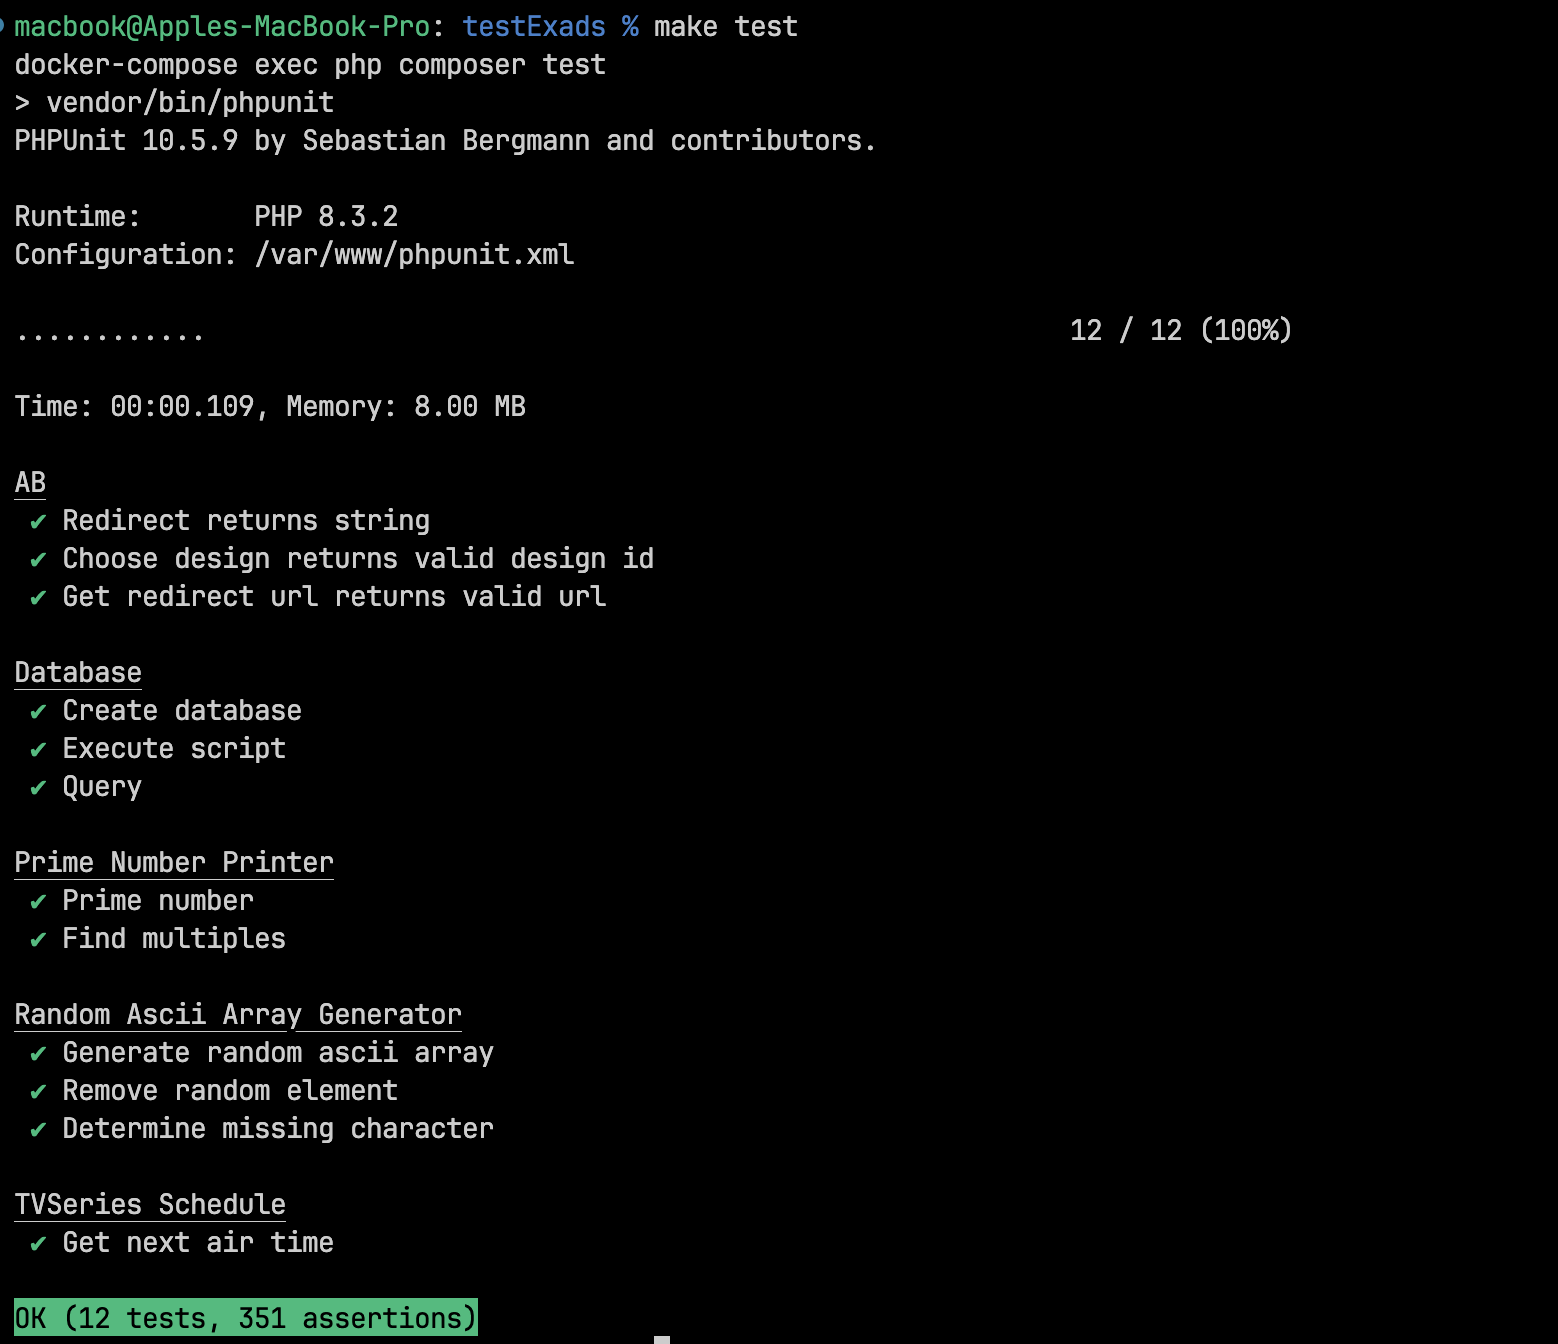 macbook@Apples-MacBook-Pro: testExads % make test
docker-compose exec php composer test
> vendor/bin/phpunit
PHPUnit 10.5.9 by Sebastian Bergmann and contributors.
Runtime:       PHP 8.3.2
Configuration: /var/www/phpunit.xml
............                                                      12 / 12 (100%)
Time: 00:00.109, Memory: 8.00 MB
AB
✔ Redirect returns string
✔ Choose design returns valid design id
✔ Get redirect url returns valid url
Database
✔ Create database
✔ Execute script
✔ Query
Prime Number Printer
✔ Prime number
✔ Find multiples
Random Ascii Array Generator
✔ Generate random ascii array
✔ Remove random element
✔ Determine missing character
TVSeries Schedule
✔ Get next air time
OK (12 tests, 351 assertions)